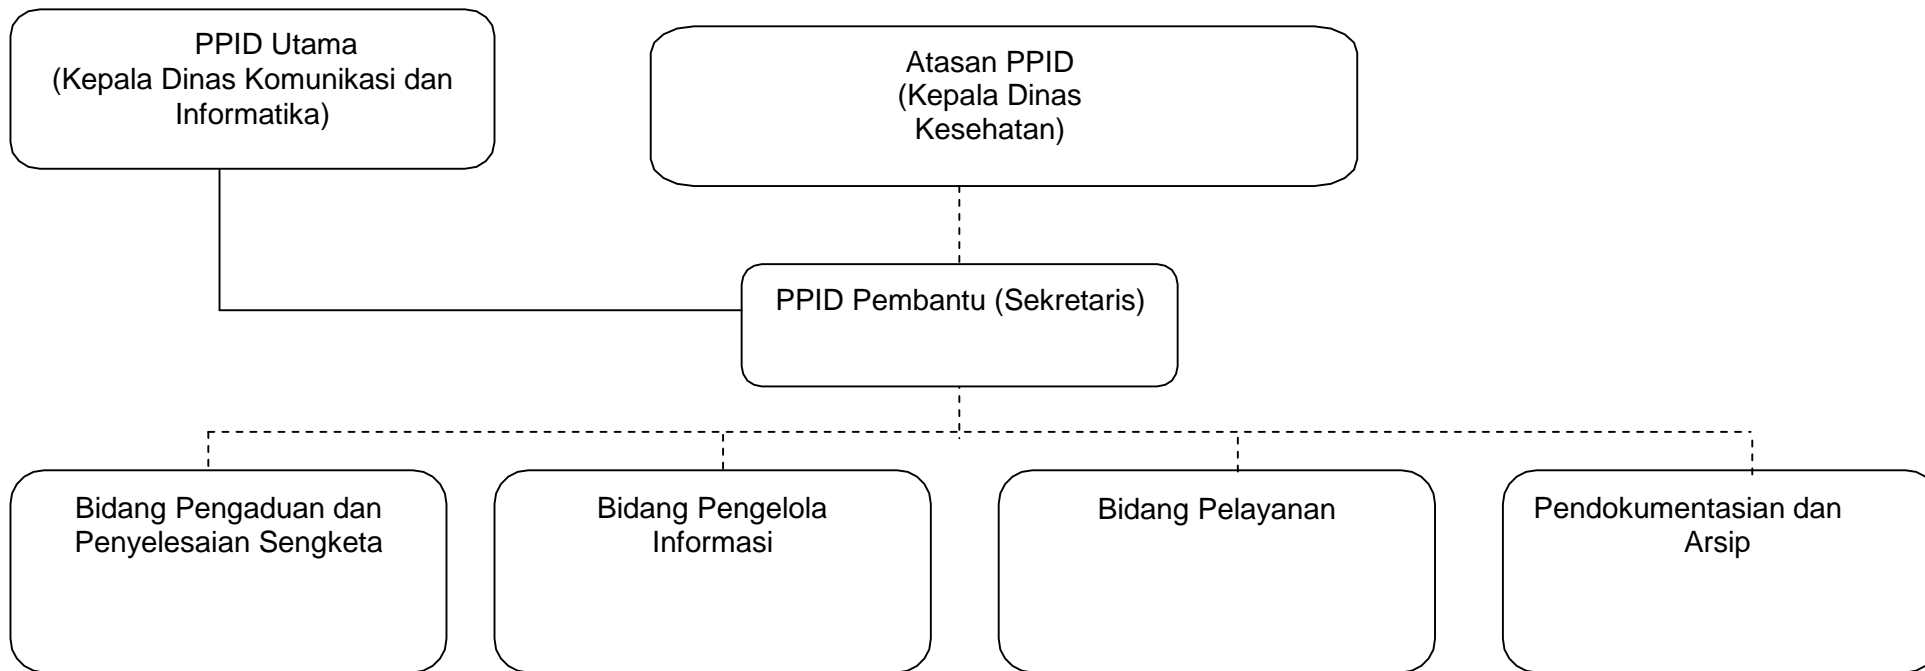 PPID Utama
(Kepala Dinas Komunikasi dan
Informatika)
Atasan PPID
(Kepala Dinas
Kesehatan)
PPID Pembantu (Sekretaris)
Bidang Pengaduan dan
Penyelesaian Sengketa
Bidang Pengelola
Informasi
Bidang Pelayanan
Pendokumentasian dan
Arsip